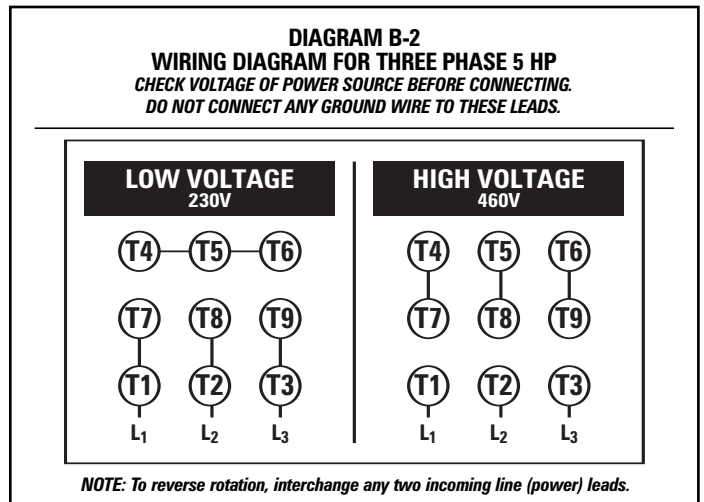 DIAGRAM B-2
WIRING DIAGRAM FOR THREE PHASE 5 HP
CHECK VOLTAGE OF POWER SOURCE BEFORE CONNECTING.
DO NOT CONNECT ANY GROUND WIRE TO THESE LEADS.
LOW VOLTAGE
230V
T4 T5 T6
T7 T8 T9
T1 T2 T3
L1 L2 L3
HIGH VOLTAGE
460V
T4 T5 T6
T7 T8 T9
T1 T2 T3
L1 L2 L3
NOTE: To reverse rotation, interchange any two incoming line (power) leads.